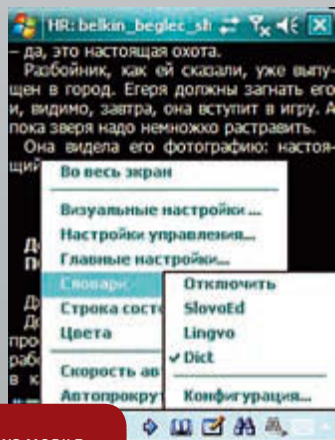 HR: belkin_beglec_sh
– да, это настоящая охота.
Разбойник, как ей сказали, уже выпу-
щен в город. Егеря должны загнать его
и, видимо, завтра, она вступит в игру. А
пока зверя надо немножко растравить.
Она видела его фотографию: настоя-
щий
Во весь экран
Визуальные настройки ...
Настройки управления...
Главные настройки...
Словари
Строка сост
Цвета
Скорость ав
Автопрокру
Отключить
SlovoEd
Lingvo
Dict
Конфигурация...